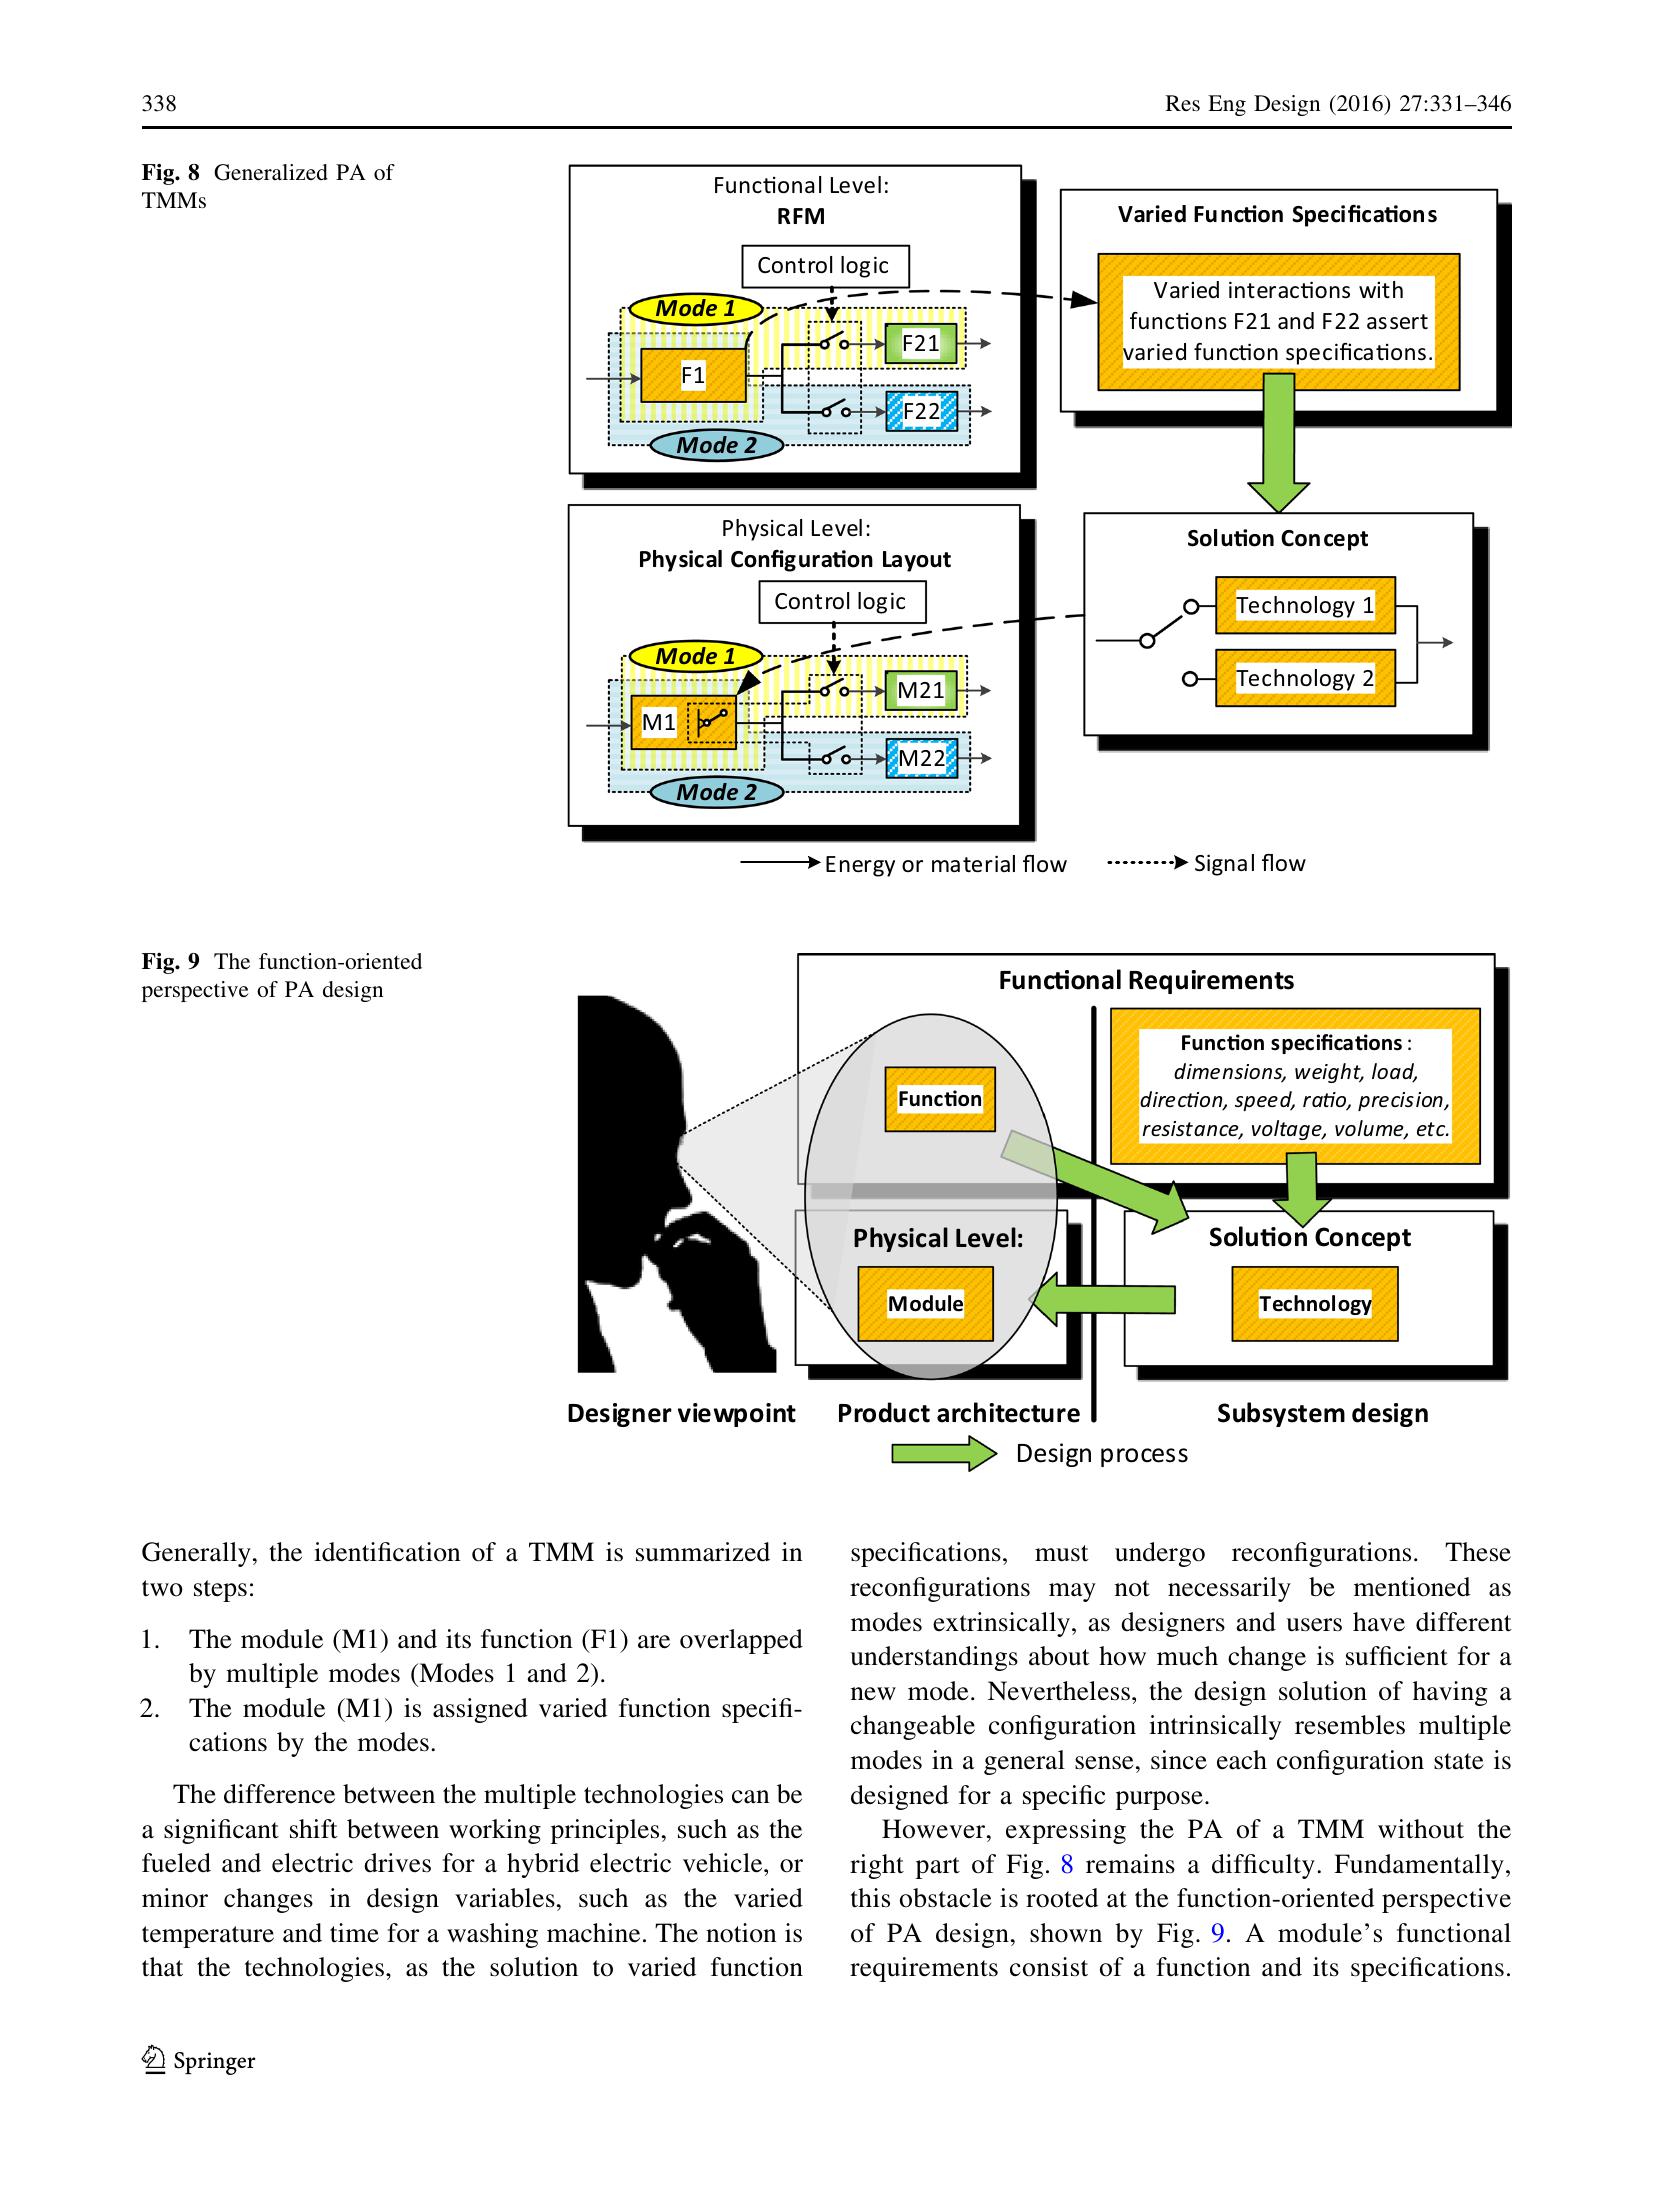 338
Res Eng Design (2016) 27:331–346
Fig. 8 Generalized PA of
TMMs
Functional Level:
RFM
Control logic
Mode 1
F1
F21
F22
Mode 2
Varied Function Specifications
Varied interactions with
functions F21 and F22 assert
varied function specifications.
Physical Level:
Physical Configuration Layout
Control logic
Mode 1
M1
M21
M22
Mode 2
Solution Concept
Technology 1
Technology 2
Energy or material flow
Signal flow
Fig. 9 The function-oriented
perspective of PA design
Functional Requirements
Function
Function specifications :
dimensions, weight, load,
direction, speed, ratio, precision,
resistance, voltage, volume, etc.
Physical Level:
Module
Solution Concept
Technology
Designer viewpoint
Product architecture
Subsystem design
Design process
Generally, the identification of a TMM is summarized in
two steps:
1. The module (M1) and its function (F1) are overlapped
by multiple modes (Modes 1 and 2).
2. The module (M1) is assigned varied function specifi-
cations by the modes.
The difference between the multiple technologies can be
a significant shift between working principles, such as the
fueled and electric drives for a hybrid electric vehicle, or
minor changes in design variables, such as the varied
temperature and time for a washing machine. The notion is
that the technologies, as the solution to varied function
specifications, must undergo reconfigurations. These
reconfigurations may not necessarily be mentioned as
modes extrinsically, as designers and users have different
understandings about how much change is sufficient for a
new mode. Nevertheless, the design solution of having a
changeable configuration intrinsically resembles multiple
modes in a general sense, since each configuration state is
designed for a specific purpose.
However, expressing the PA of a TMM without the
right part of Fig. 8 remains a difficulty. Fundamentally,
this obstacle is rooted at the function-oriented perspective
of PA design, shown by Fig. 9. A module's functional
requirements consist of a function and its specifications.
Springer